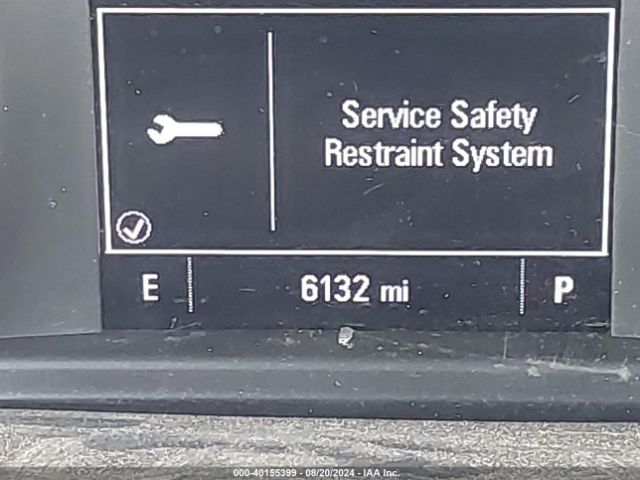 Service Safety
Restraint System
E 6132 mi P
000-40155399 - 08/20/2024 - IAA Inc.